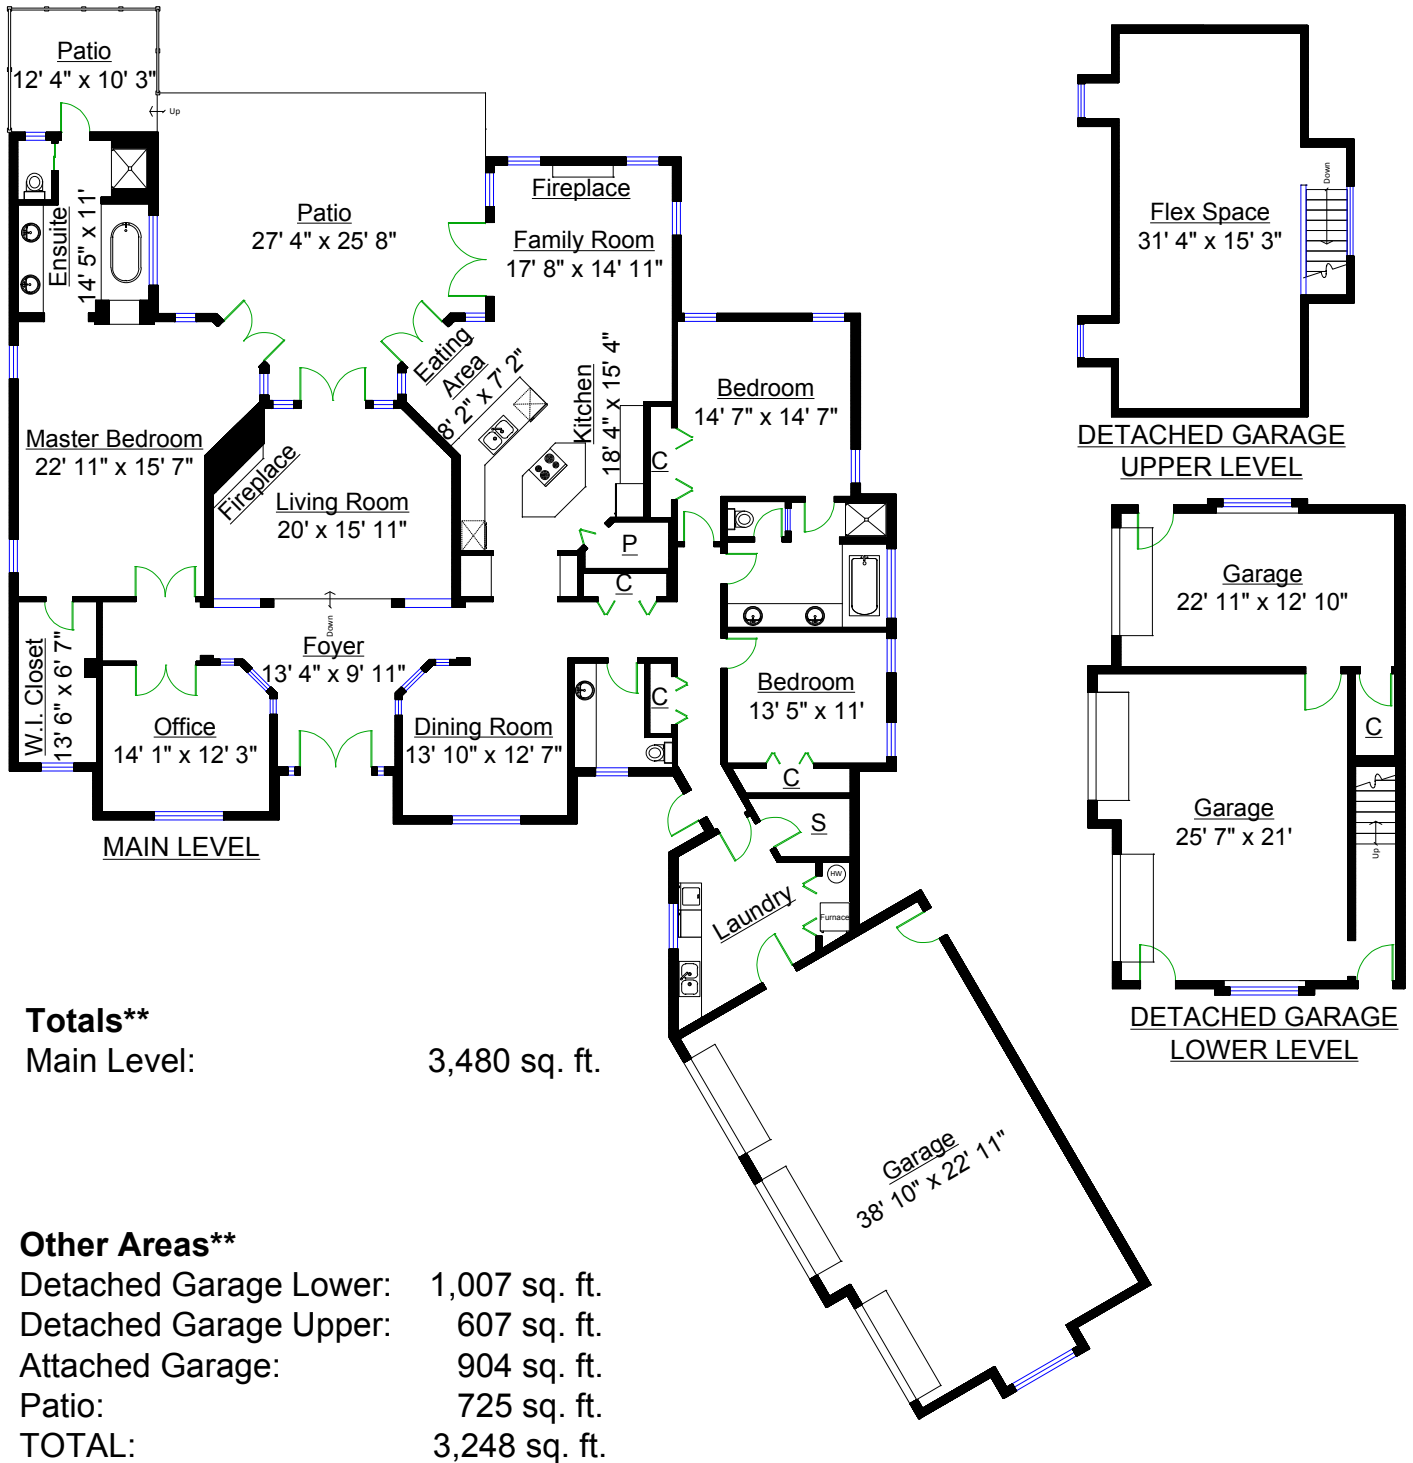 Patio
12' 4" x 10' 3"
Up
Patio
27' 4" x 25' 8"
Fireplace
Family Room
17' 8" x 14' 11"
Ensuite
14' 5" x 11'
Eating
Area
8' 2" x 7' 2"
Kitchen
18' 4" x 15' 4"
Bedroom
14' 7" x 14' 7"
C
Master Bedroom
22' 11" x 15' 7"
Fireplace
Living Room
20' x 15' 11"
P
C
Down
Foyer
13' 4" x 9' 11"
W.I. Closet
13' 6" x 6' 7"
Office
14' 1" x 12' 3"
Dining Room
13' 10" x 12' 7"
C
Bedroom
13' 5" x 11'
C
S
HW
Furnace
Laundry
MAIN LEVEL
Garage
38' 10" x 22' 11"
Flex Space
31' 4" x 15' 3"
Down
DETACHED GARAGE
UPPER LEVEL
Garage
22' 11" x 12' 10"
C
Garage
25' 7" x 21'
Up
DETACHED GARAGE
LOWER LEVEL
Totals**
Main Level: 3,480 sq. ft.
Other Areas**
Detached Garage Lower: 1,007 sq. ft.
Detached Garage Upper: 607 sq. ft.
Attached Garage: 904 sq. ft.
Patio: 725 sq. ft.
TOTAL: 3,248 sq. ft.